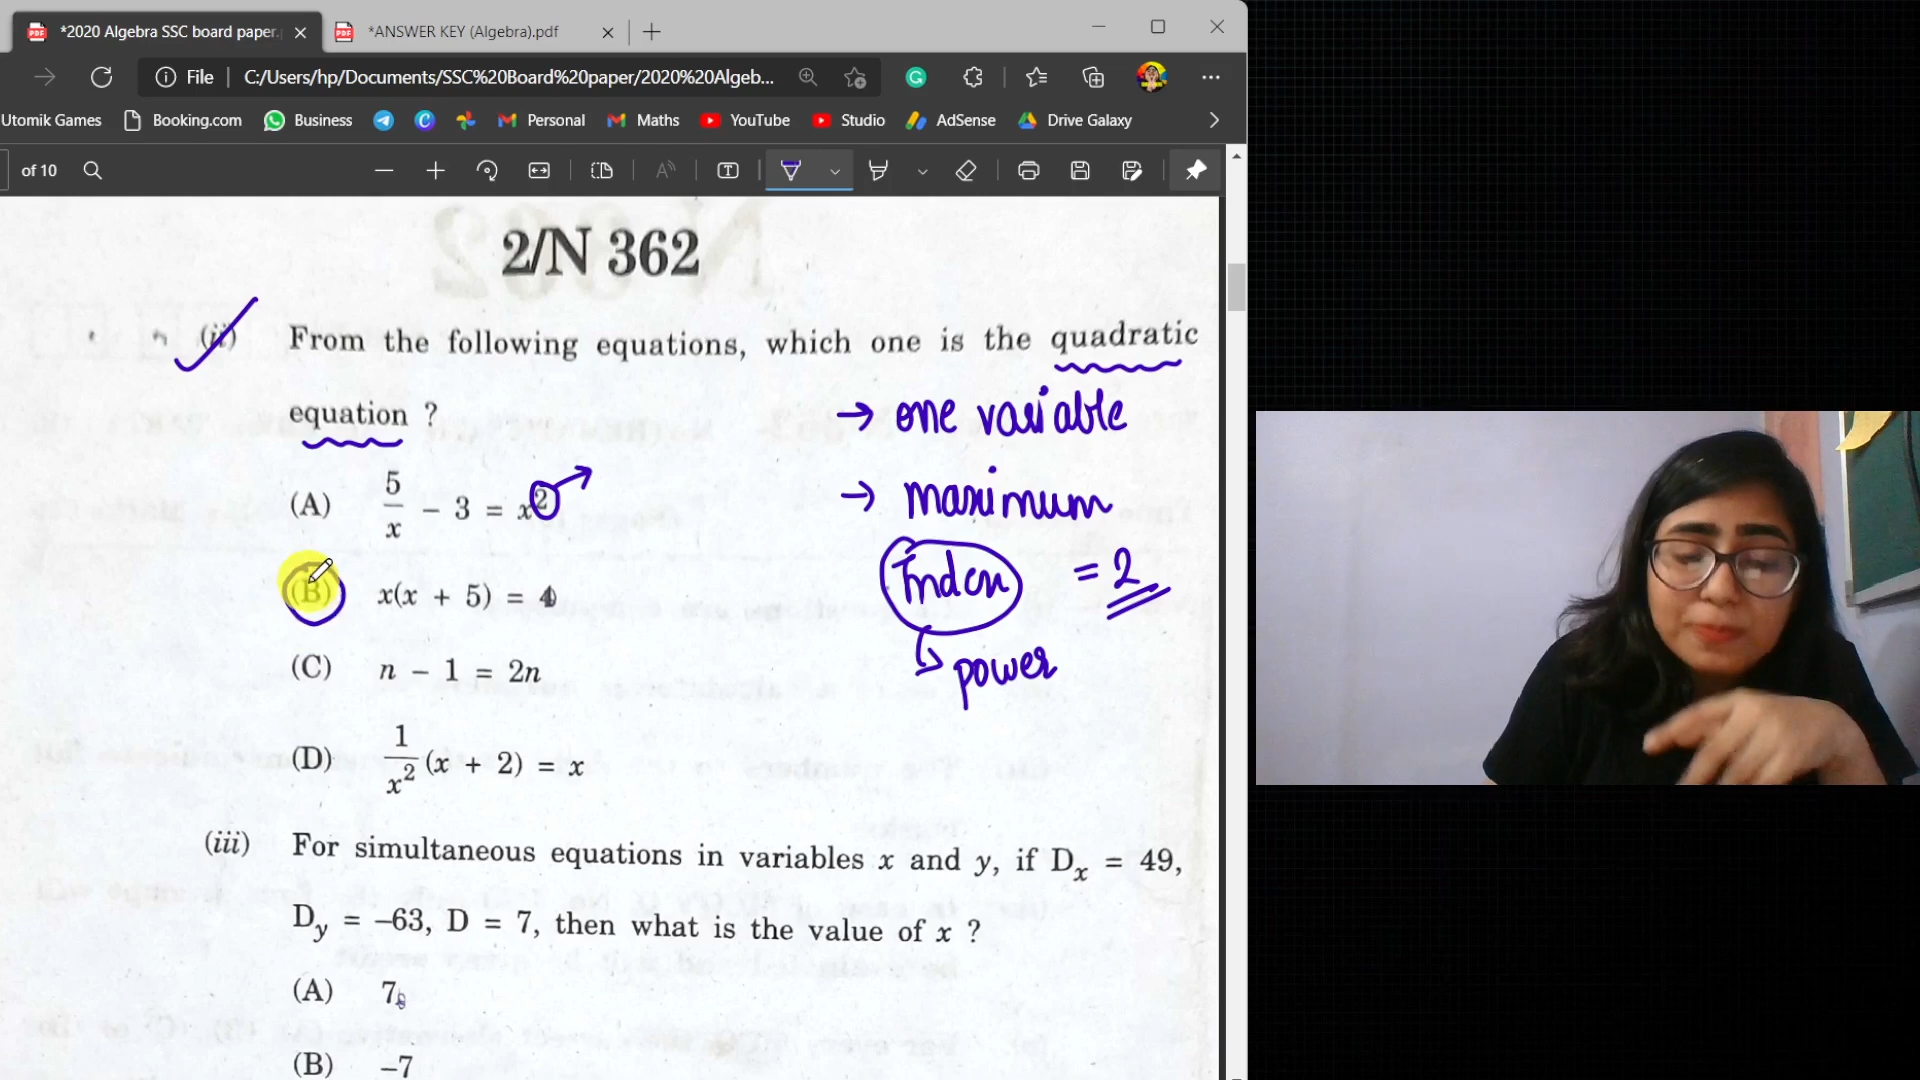 *2020 Algebra SSC board paper.
*ANSWER KEY (Algebra).pdf
File
C:/Users/hp/Documents/SSC%20Board%20paper/2020%20Algeb...
Utomik Games
Booking.com
Business
Personal
Maths
YouTube
Studio
AdSense
Drive Galaxy
of 10
2/N 362
(ii) From the following equations, which one is the quadratic
equation ?
→ one variable
(A) 5/x − 3 = x²
→ maximum
Index = 2
(B) x(x + 5) = 4
power
(C) n − 1 = 2n
(D) 1/x² (x + 2) = x
(iii) For simultaneous equations in variables x and y, if Dₓ = 49,
Dy = −63, D = 7, then what is the value of x ?
(A) 7
(B) −7